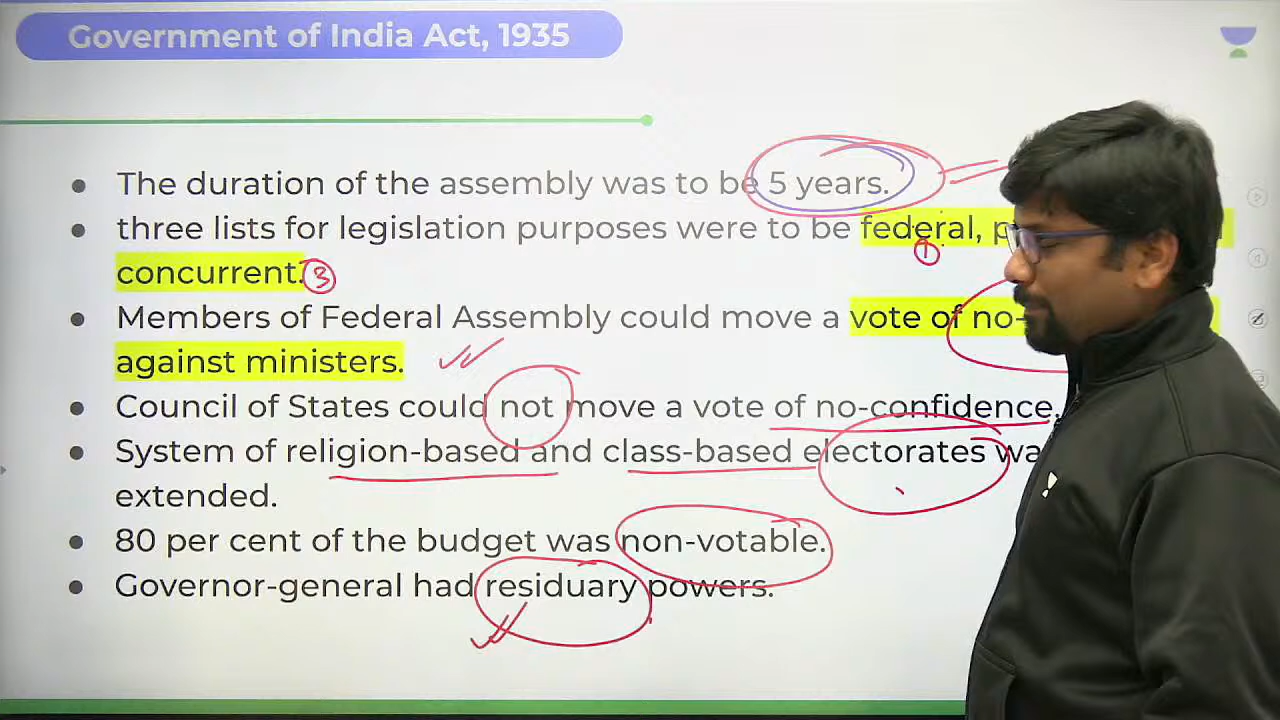 Government of India Act, 1935
The duration of the assembly was to be 5 years.
three lists for legislation purposes were to be federal,
1
concurrent. 3
Members of Federal Assembly could move a vote of no-
against ministers.
Council of States could not move a vote of no-confidence.
System of religion-based and class-based electorates
extended.
80 per cent of the budget was non-votable.
Governor-general had residuary powers.